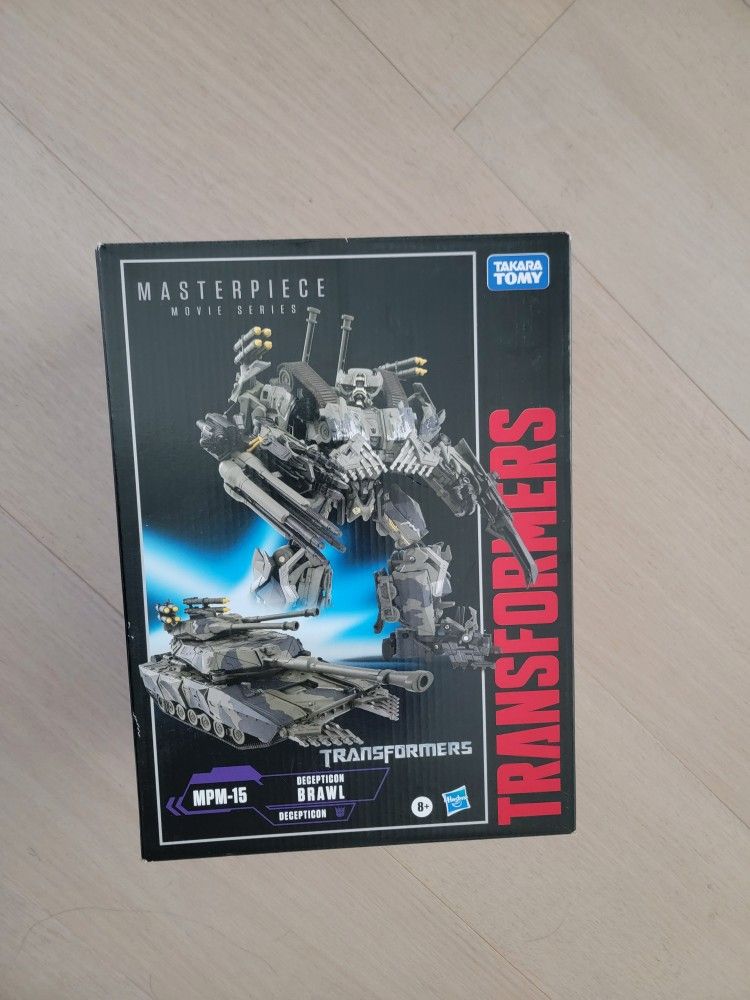 MASTERPIECE
MOVIE SERIES
TAKARA
TOMY
TRANSFORMERS
TRANSFORMERS
MPM-15
DECEPTICON
BRAWL
DECEPTICON
8+
Hasbro